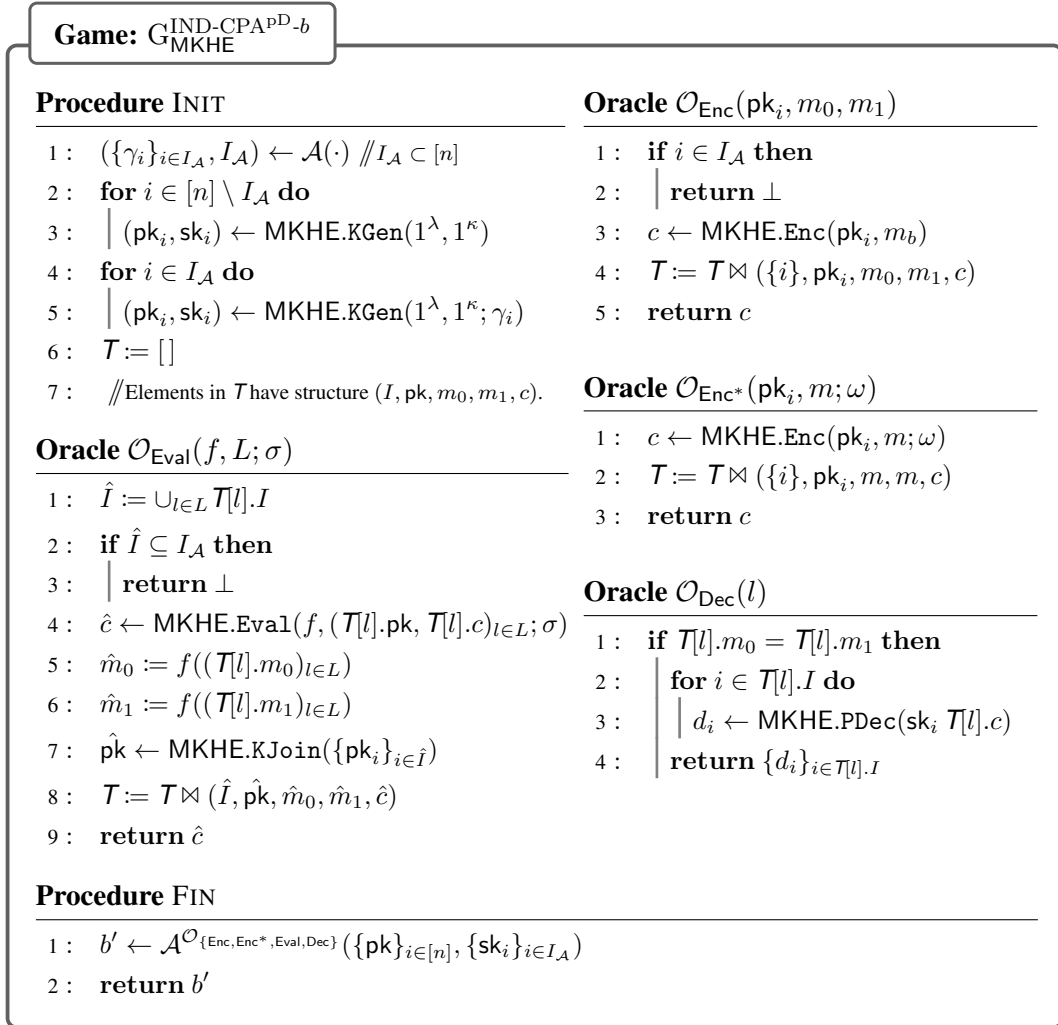 Game: G^{IND-CPA^{pD}-b}_{MKHE}
Procedure INIT
1 : ({γ_i}_{i∈I_𝒜}, I_𝒜) ← 𝒜(·) //I_𝒜 ⊂ [n]
2 : for i ∈ [n] \ I_𝒜 do
3 : (pk_i, sk_i) ← MKHE.KGen(1^λ, 1^κ)
4 : for i ∈ I_𝒜 do
5 : (pk_i, sk_i) ← MKHE.KGen(1^λ, 1^κ; γ_i)
6 : T := [ ]
7 : //Elements in T have structure (I, pk, m_0, m_1, c).
Oracle 𝒪_Eval(f, L; σ)
1 : Î := ∪_{l∈L} T[l].I
2 : if Î ⊆ I_𝒜 then
3 : return ⊥
4 : ĉ ← MKHE.Eval(f, (T[l].pk, T[l].c)_{l∈L}; σ)
5 : m̂_0 := f((T[l].m_0)_{l∈L})
6 : m̂_1 := f((T[l].m_1)_{l∈L})
7 : p̂k ← MKHE.KJoin({pk_i}_{i∈Î})
8 : T := T ⋈ (Î, p̂k, m̂_0, m̂_1, ĉ)
9 : return ĉ
Oracle 𝒪_Enc(pk_i, m_0, m_1)
1 : if i ∈ I_𝒜 then
2 : return ⊥
3 : c ← MKHE.Enc(pk_i, m_b)
4 : T := T ⋈ ({i}, pk_i, m_0, m_1, c)
5 : return c
Oracle 𝒪_{Enc*}(pk_i, m; ω)
1 : c ← MKHE.Enc(pk_i, m; ω)
2 : T := T ⋈ ({i}, pk_i, m, m, c)
3 : return c
Oracle 𝒪_Dec(l)
1 : if T[l].m_0 = T[l].m_1 then
2 : for i ∈ T[l].I do
3 : d_i ← MKHE.PDec(sk_i T[l].c)
4 : return {d_i}_{i∈T[l].I}
Procedure FIN
1 : b′ ← 𝒜^{𝒪_{{Enc,Enc*,Eval,Dec}}}({pk}_{i∈[n]}, {sk_i}_{i∈I_𝒜})
2 : return b′